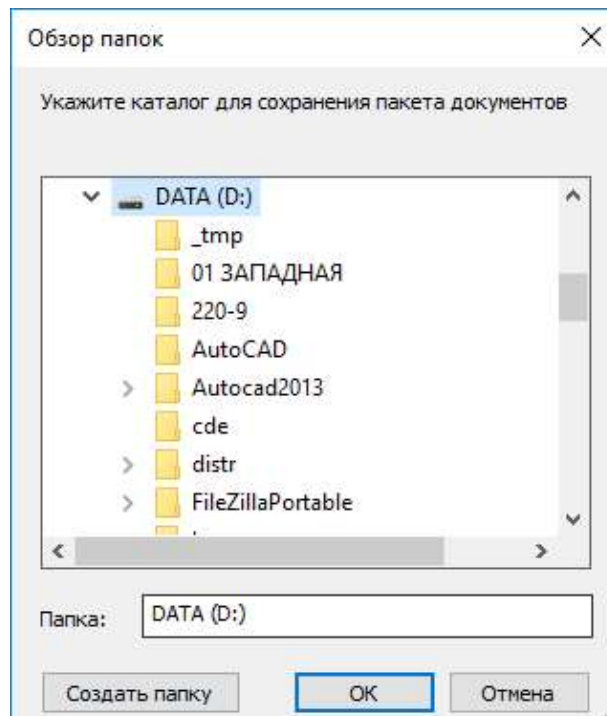 Обзор папок
Укажите каталог для сохранения пакета документов
DATA (D:)
_tmp
01 ЗАПАДНАЯ
220-9
AutoCAD
Autocad2013
cde
distr
FileZillaPortable
Папка:
DATA (D:)
Создать папку
OK
Отмена